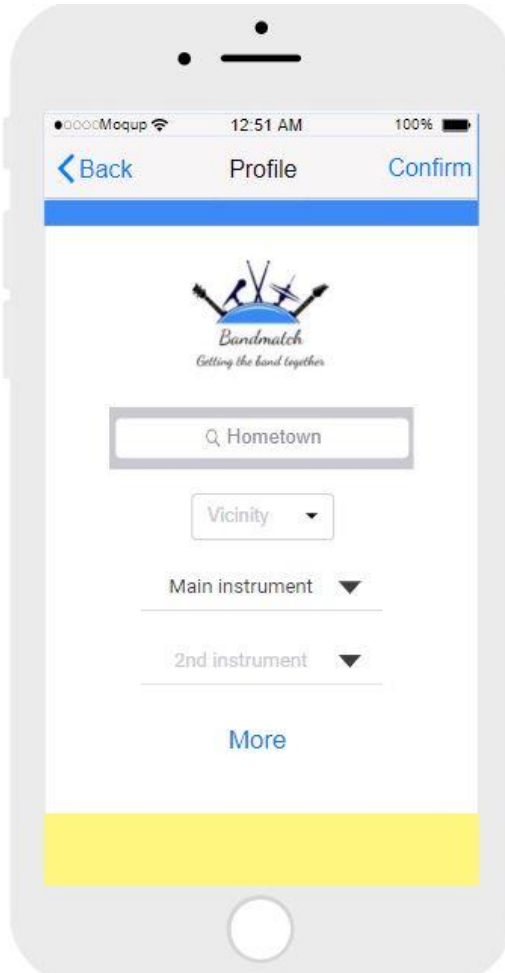 Moqup 12:51 AM 100%
Back Profile Confirm
Bandmatch
Getting the band together
Hometown
Vicinity
Main instrument
2nd instrument
More